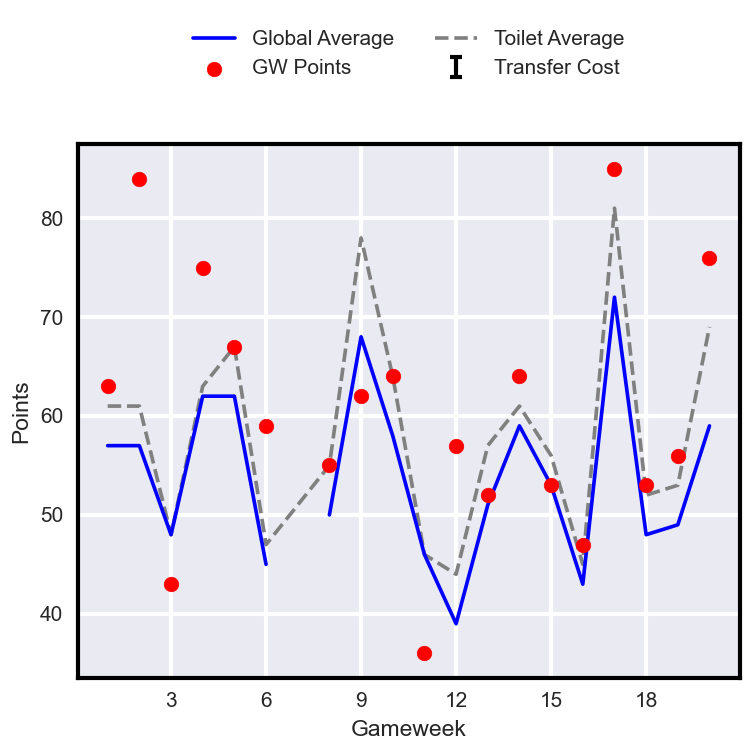 Global Average
Toilet Average
GW Points
Transfer Cost
80
70
60
50
40
Points
3 6 9 12 15 18
Gameweek